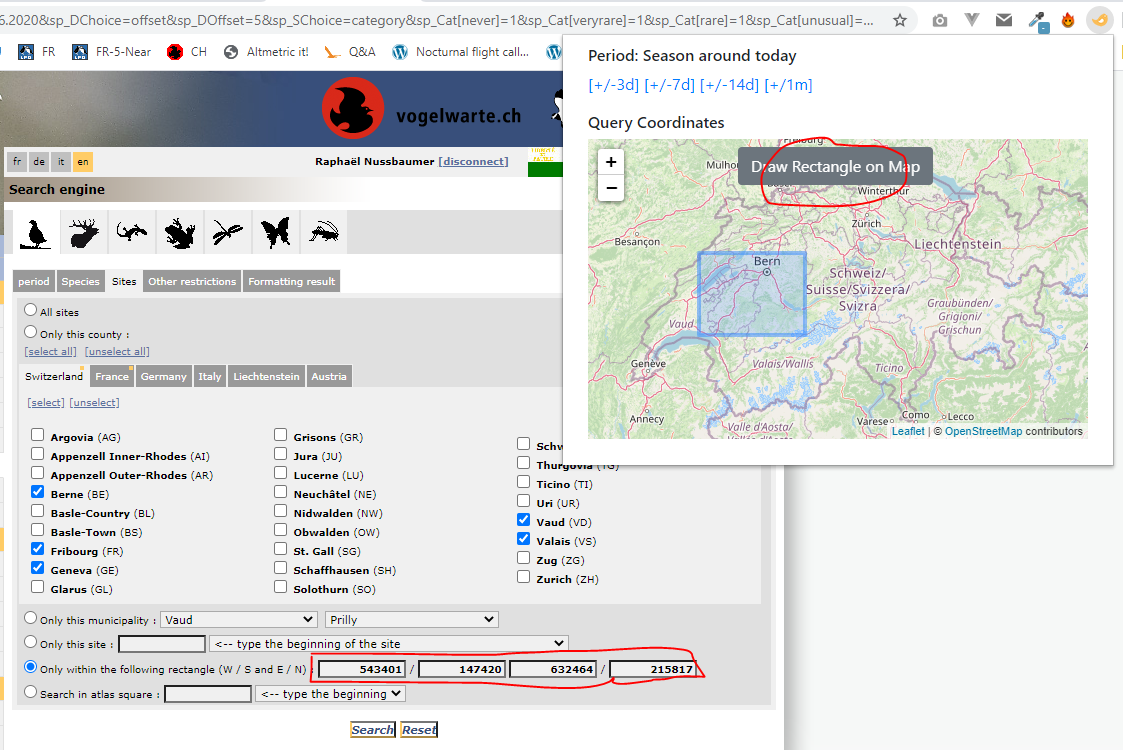 6.2020&sp_DChoice=offset&sp_DOffset=5&sp_SChoice=category&sp_Cat[never]=1&sp_Cat[veryrare]=1&sp_Cat[rare]=1&sp_Cat[unusual]=...
FR FR-5-Near CH Altmetric it! Q&A Nocturnal flight call...
vogelwarte.ch
fr de it en
Raphaël Nussbaumer [disconnect]
Search engine
period Species Sites Other restrictions Formatting result
All sites
Only this county :
[select all] [unselect all]
Switzerland France Germany Italy Liechtenstein Austria
[select] [unselect]
Argovia (AG)
Appenzell Inner-Rhodes (AI)
Appenzell Outer-Rhodes (AR)
Berne (BE)
Basle-Country (BL)
Basle-Town (BS)
Fribourg (FR)
Geneva (GE)
Glarus (GL)
Grisons (GR)
Jura (JU)
Lucerne (LU)
Neuchâtel (NE)
Nidwalden (NW)
Obwalden (OW)
St. Gall (SG)
Schaffhausen (SH)
Solothurn (SO)
Schw
Thurgovia (TG)
Ticino (TI)
Uri (UR)
Vaud (VD)
Valais (VS)
Zug (ZG)
Zurich (ZH)
Only this municipality : Vaud Prilly
Only this site : <-- type the beginning of the site
Only within the following rectangle (W / S and E / N) : 543401 / 147420 632464 / 215817
Search in atlas square : <-- type the beginning
Search Reset
Period: Season around today
[+/-3d] [+/-7d] [+/-14d] [+/1m]
Query Coordinates
+
−
Draw Rectangle on Map
Mulho
Winterthur
Zürich
Besançon
Liechtenstein
Bern
Schweiz/
Suisse/Svizzera/
Svizra
Graubünden/
Grigioni/
Grischun
Vaud
Genève
Valais/Wallis
Ticino
Annecy
Valle d'Aosta/
Vallée d'Aoste
Varese
Como
Lecco
Leaflet | © OpenStreetMap contributors